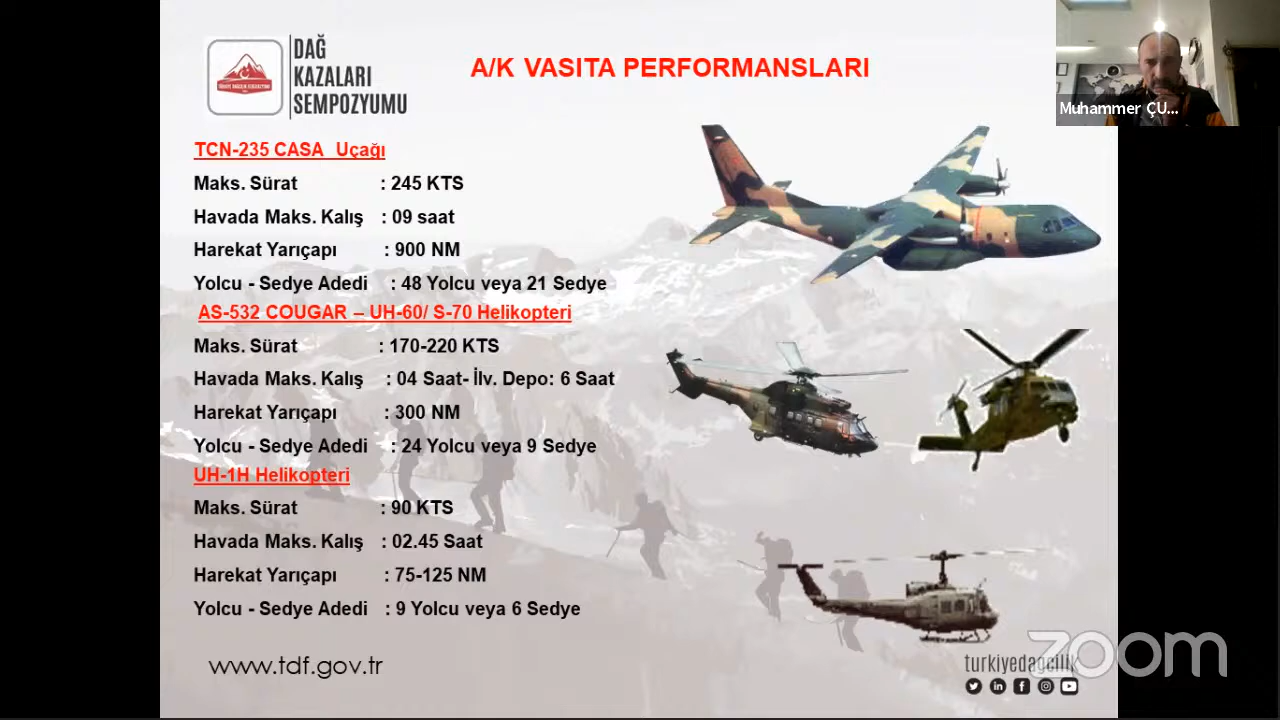 DAĞ
KAZALARI
SEMPOZYUMU
A/K VASITA PERFORMANSLARI
Muhammer ÇU...
TCN-235 CASA Uçağı
Maks. Sürat : 245 KTS
Havada Maks. Kalış : 09 saat
Harekat Yarıçapı : 900 NM
Yolcu - Sedye Adedi : 48 Yolcu veya 21 Sedye
AS-532 COUGAR – UH-60/ S-70 Helikopteri
Maks. Sürat : 170-220 KTS
Havada Maks. Kalış : 04 Saat- İlv. Depo: 6 Saat
Harekat Yarıçapı : 300 NM
Yolcu - Sedye Adedi : 24 Yolcu veya 9 Sedye
UH-1H Helikopteri
Maks. Sürat : 90 KTS
Havada Maks. Kalış : 02.45 Saat
Harekat Yarıçapı : 75-125 NM
Yolcu - Sedye Adedi : 9 Yolcu veya 6 Sedye
www.tdf.gov.tr
turkiyedagcilik
zoom